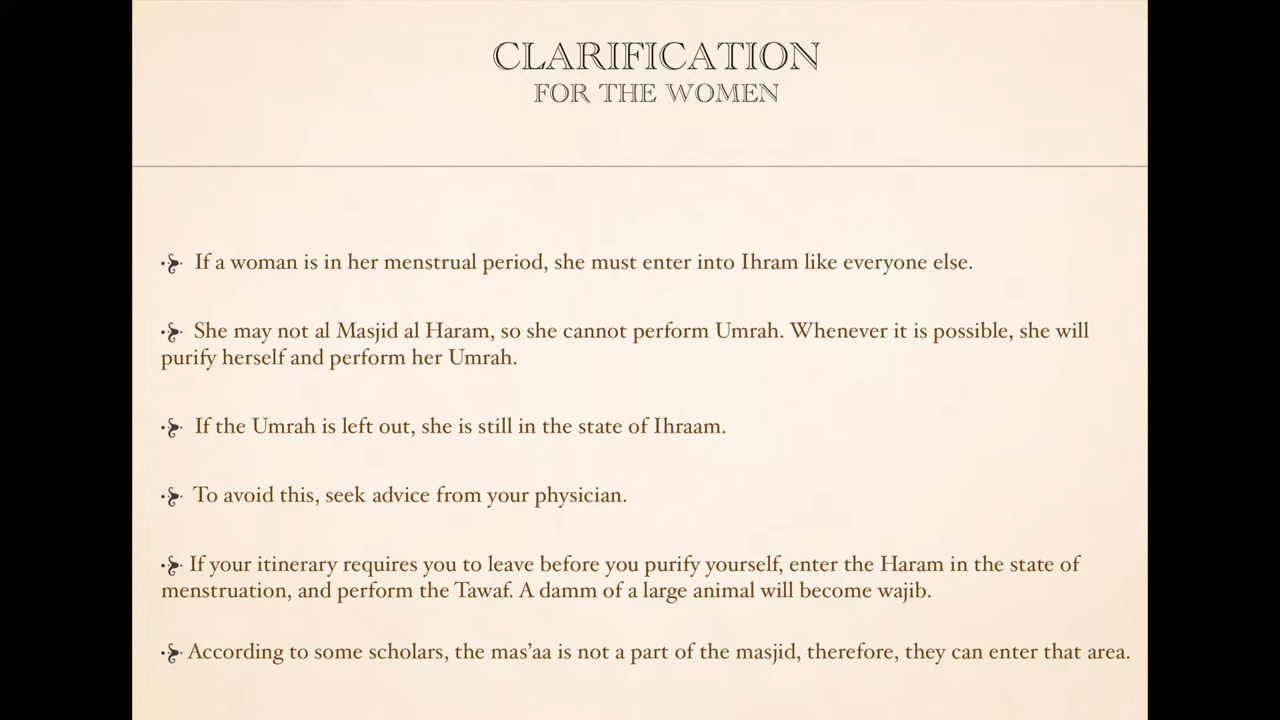 CLARIFICATION
FOR THE WOMEN
If a woman is in her menstrual period, she must enter into Ihram like everyone else.
She may not al Masjid al Haram, so she cannot perform Umrah. Whenever it is possible, she will
purify herself and perform her Umrah.
If the Umrah is left out, she is still in the state of Ihraam.
To avoid this, seek advice from your physician.
If your itinerary requires you to leave before you purify yourself, enter the Haram in the state of
menstruation, and perform the Tawaf. A damm of a large animal will become wajib.
According to some scholars, the mas’aa is not a part of the masjid, therefore, they can enter that area.